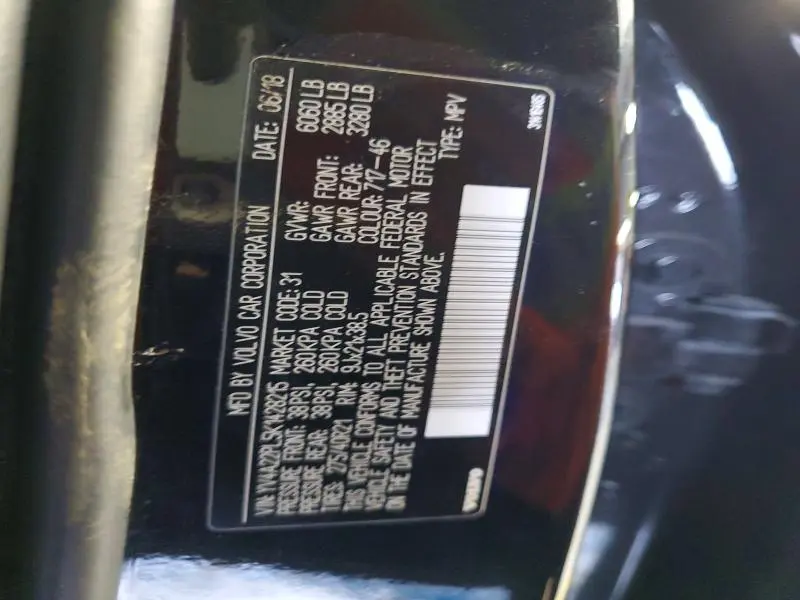 MFD BY VOLVO CAR CORPORATION DATE: 06/18
VIN: YV4A22PL5K1428215 MARKET CODE: 31 GVWR: 6060 LB
PRESSURE FRONT: 38PSI, 260KPA COLD GAWR FRONT: 2885 LB
PRESSURE REAR: 38PSI, 260KPA COLD GAWR REAR: 3280 LB
TIRES: 275/40R21 RIM: 9Jx21x38.5 COLOUR: 717-46
THIS VEHICLE CONFORMS TO ALL APPLICABLE FEDERAL MOTOR
VEHICLE SAFETY AND THEFT PREVENTION STANDARDS IN EFFECT
ON THE DATE OF MANUFACTURE SHOWN ABOVE. TYPE: MPV
VOLVO